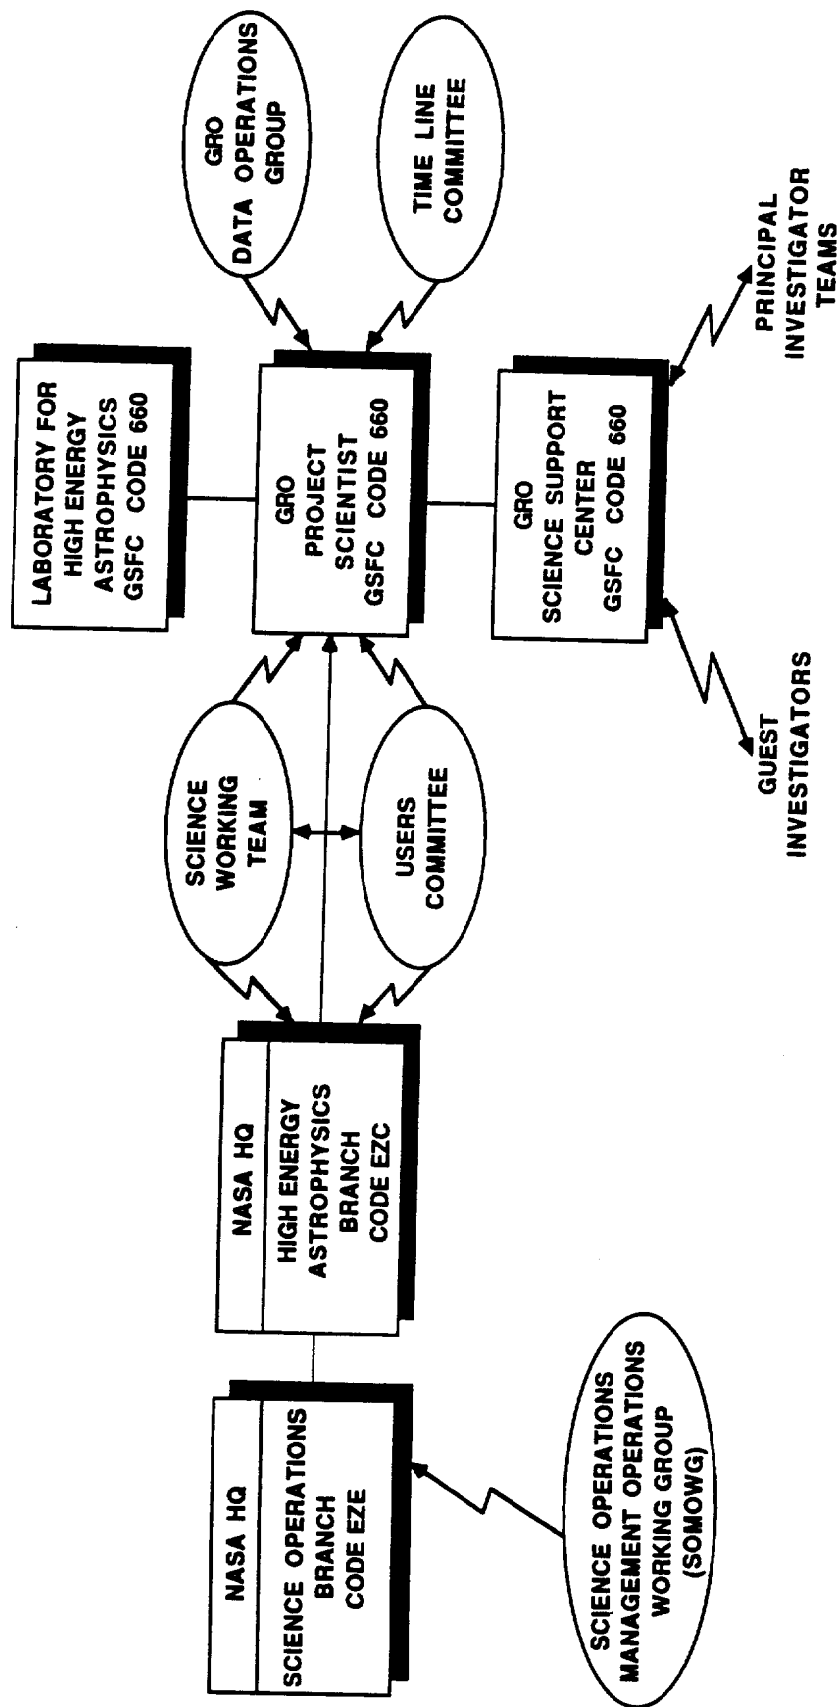 NASA HQ
SCIENCE OPERATIONS
BRANCH
CODE EZE
NASA HQ
HIGH ENERGY
ASTROPHYSICS
BRANCH
CODE EZC
SCIENCE OPERATIONS
MANAGEMENT OPERATIONS
WORKING GROUP
(SOMOWG)
SCIENCE
WORKING
TEAM
USERS
COMMITTEE
LABORATORY FOR
HIGH ENERGY
ASTROPHYSICS
GSFC CODE 660
GRO
PROJECT
SCIENTIST
GSFC CODE 660
GRO
SCIENCE SUPPORT
CENTER
GSFC CODE 660
GRO
DATA OPERATIONS
GROUP
TIME LINE
COMMITTEE
GUEST
INVESTIGATORS
PRINCIPAL
INVESTIGATOR
TEAMS